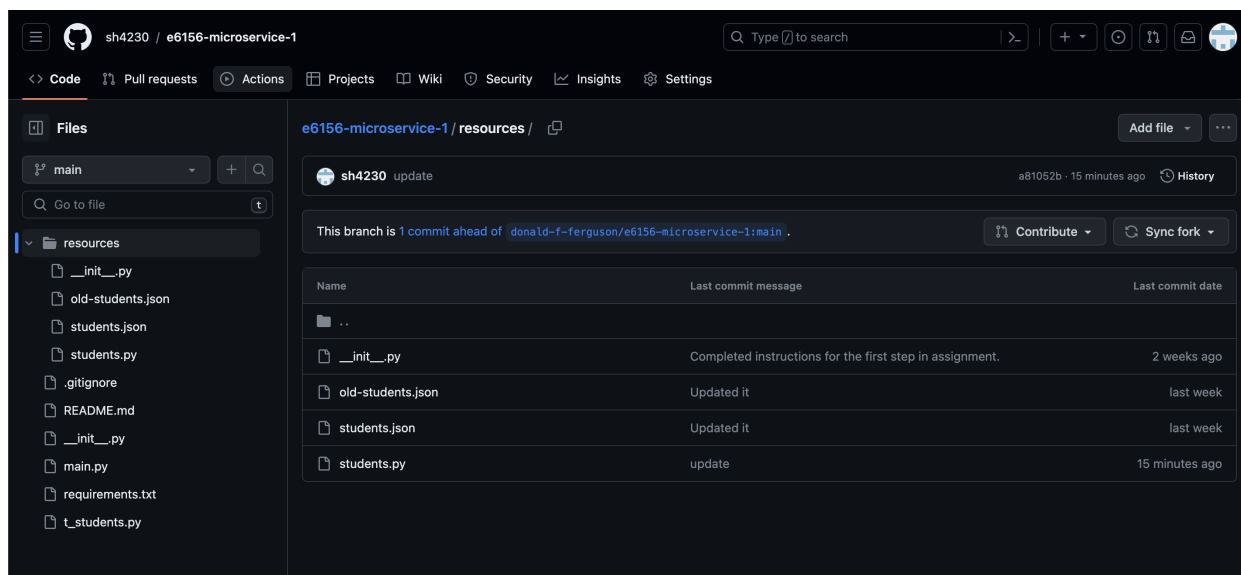 sh4230 / e6156-microservice-1
Type / to search
Code Pull requests Actions Projects Wiki Security Insights Settings
Files
main
Go to file t
resources
__init__.py
old-students.json
students.json
students.py
.gitignore
README.md
__init__.py
main.py
requirements.txt
t_students.py
e6156-microservice-1 / resources /
Add file
sh4230 update a81052b · 15 minutes ago History
This branch is 1 commit ahead of donald-f-ferguson/e6156-microservice-1:main .
Contribute Sync fork
Name Last commit message Last commit date
..
__init__.py Completed instructions for the first step in assignment. 2 weeks ago
old-students.json Updated it last week
students.json Updated it last week
students.py update 15 minutes ago